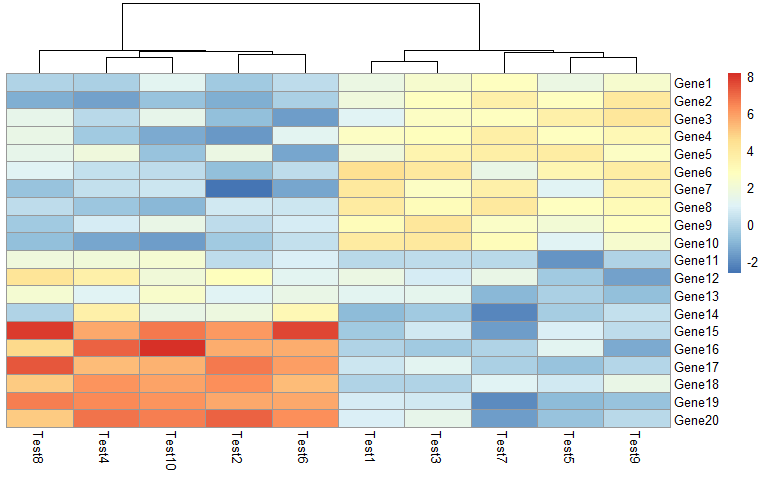 Gene1
8
Gene2
Gene3
6
Gene4
Gene5
4
Gene6
Gene7
2
Gene8
Gene9
0
Gene10
Gene11
-2
Gene12
Gene13
Gene14
Gene15
Gene16
Gene17
Gene18
Gene19
Gene20
Test8
Test4
Test10
Test2
Test6
Test1
Test3
Test7
Test5
Test9